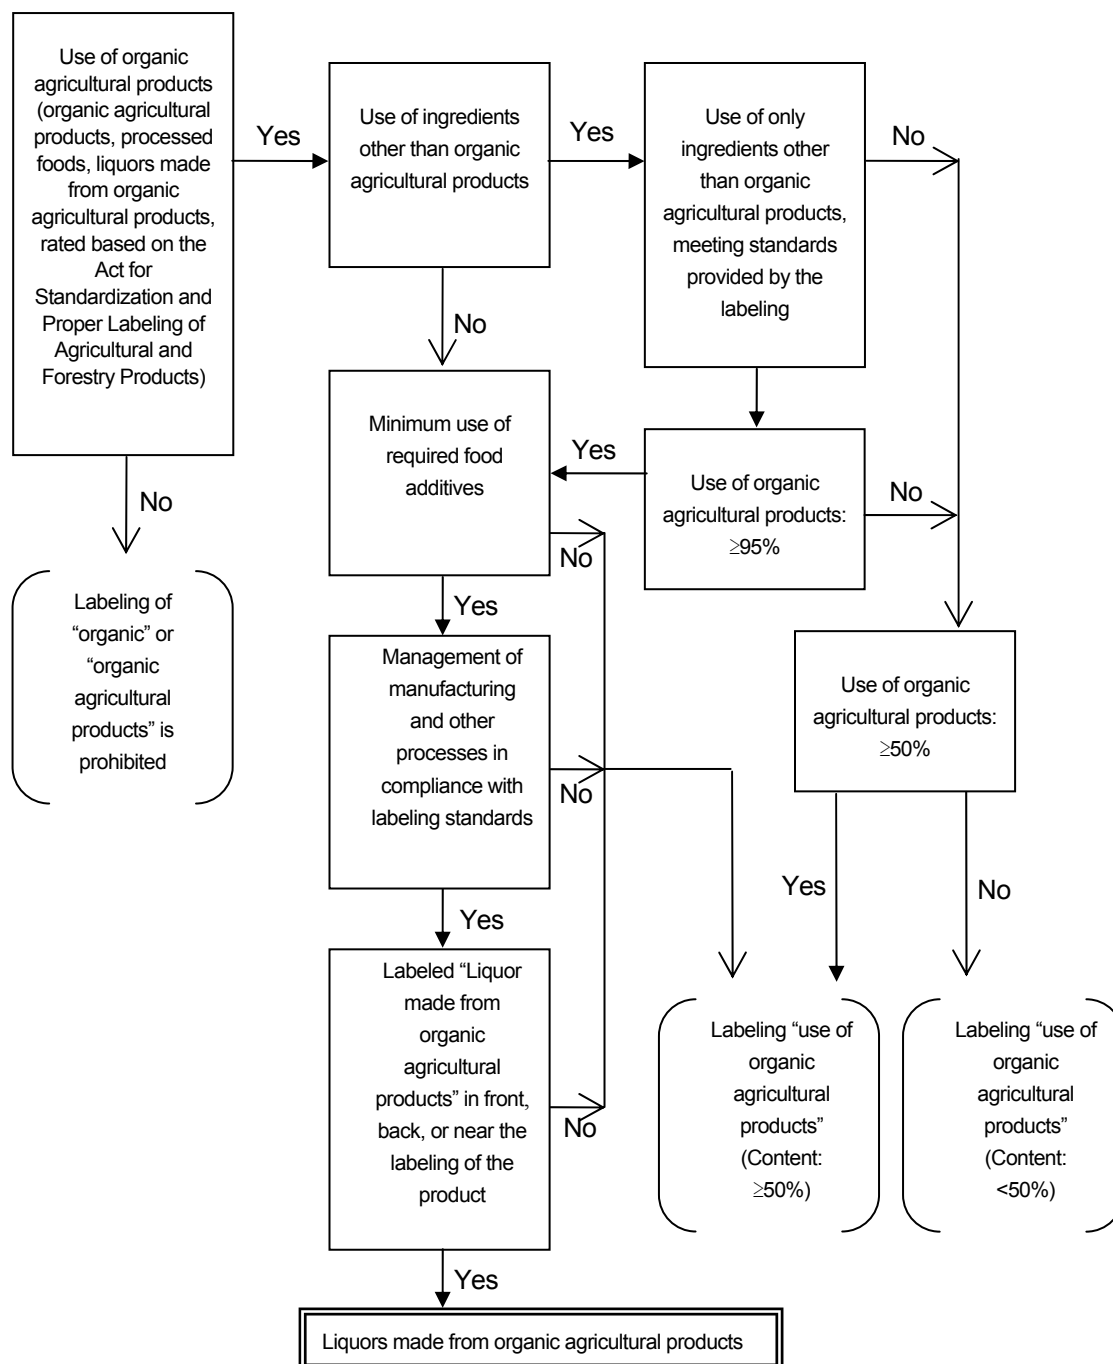 Use of organic
agricultural products
(organic agricultural
products, processed
foods, liquors made
from organic
agricultural products,
rated based on the
Act for
Standardization and
Proper Labeling of
Agricultural and
Forestry Products)
Yes
Use of ingredients
other than organic
agricultural products
Yes
Use of only
ingredients other
than organic
agricultural products,
meeting standards
provided by the
labeling
No
No
Minimum use of
required food
additives
Yes
Use of organic
agricultural products:
≥95%
No
No
No
Labeling of
“organic” or
“organic
agricultural
products” is
prohibited
Yes
Management of
manufacturing
and other
processes in
compliance with
labeling standards
No
Use of organic
agricultural products:
≥50%
Yes
No
Yes
Labeled “Liquor
made from
organic
agricultural
products” in front,
back, or near the
labeling of the
product
No
Labeling “use of
organic
agricultural
products”
(Content:
≥50%)
Labeling “use of
organic
agricultural
products”
(Content:
<50%)
Yes
Liquors made from organic agricultural products